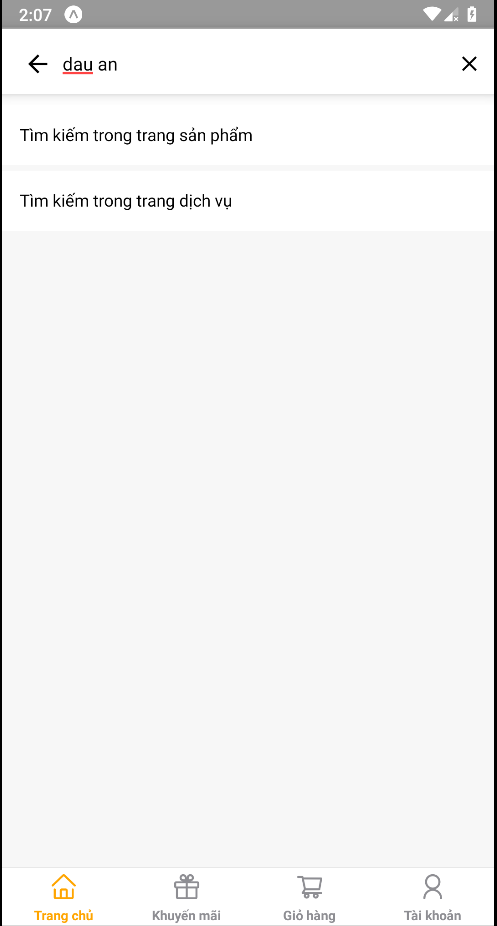 2:07
dau an
Tìm kiếm trong trang sản phẩm
Tìm kiếm trong trang dịch vụ
Trang chủ
Khuyến mãi
Giỏ hàng
Tài khoản